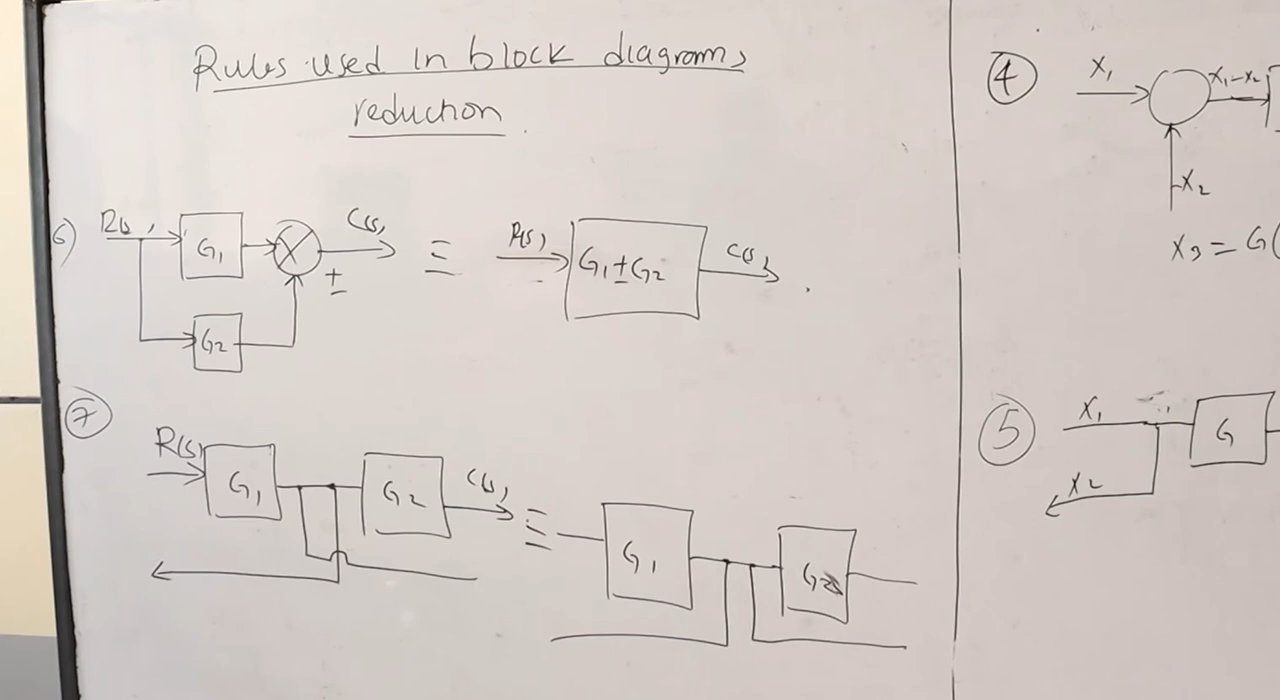 Rules used in block diagrams
reduction.
6)
R(s)
G1
C(s)
±
G2
≡
R(s)
G1±G2
C(s)
7
R(s)
G1
G2
C(s)
≡
G1
G2
4
X1
X1-X2
X2
X3=G(
5
X1
G
X2